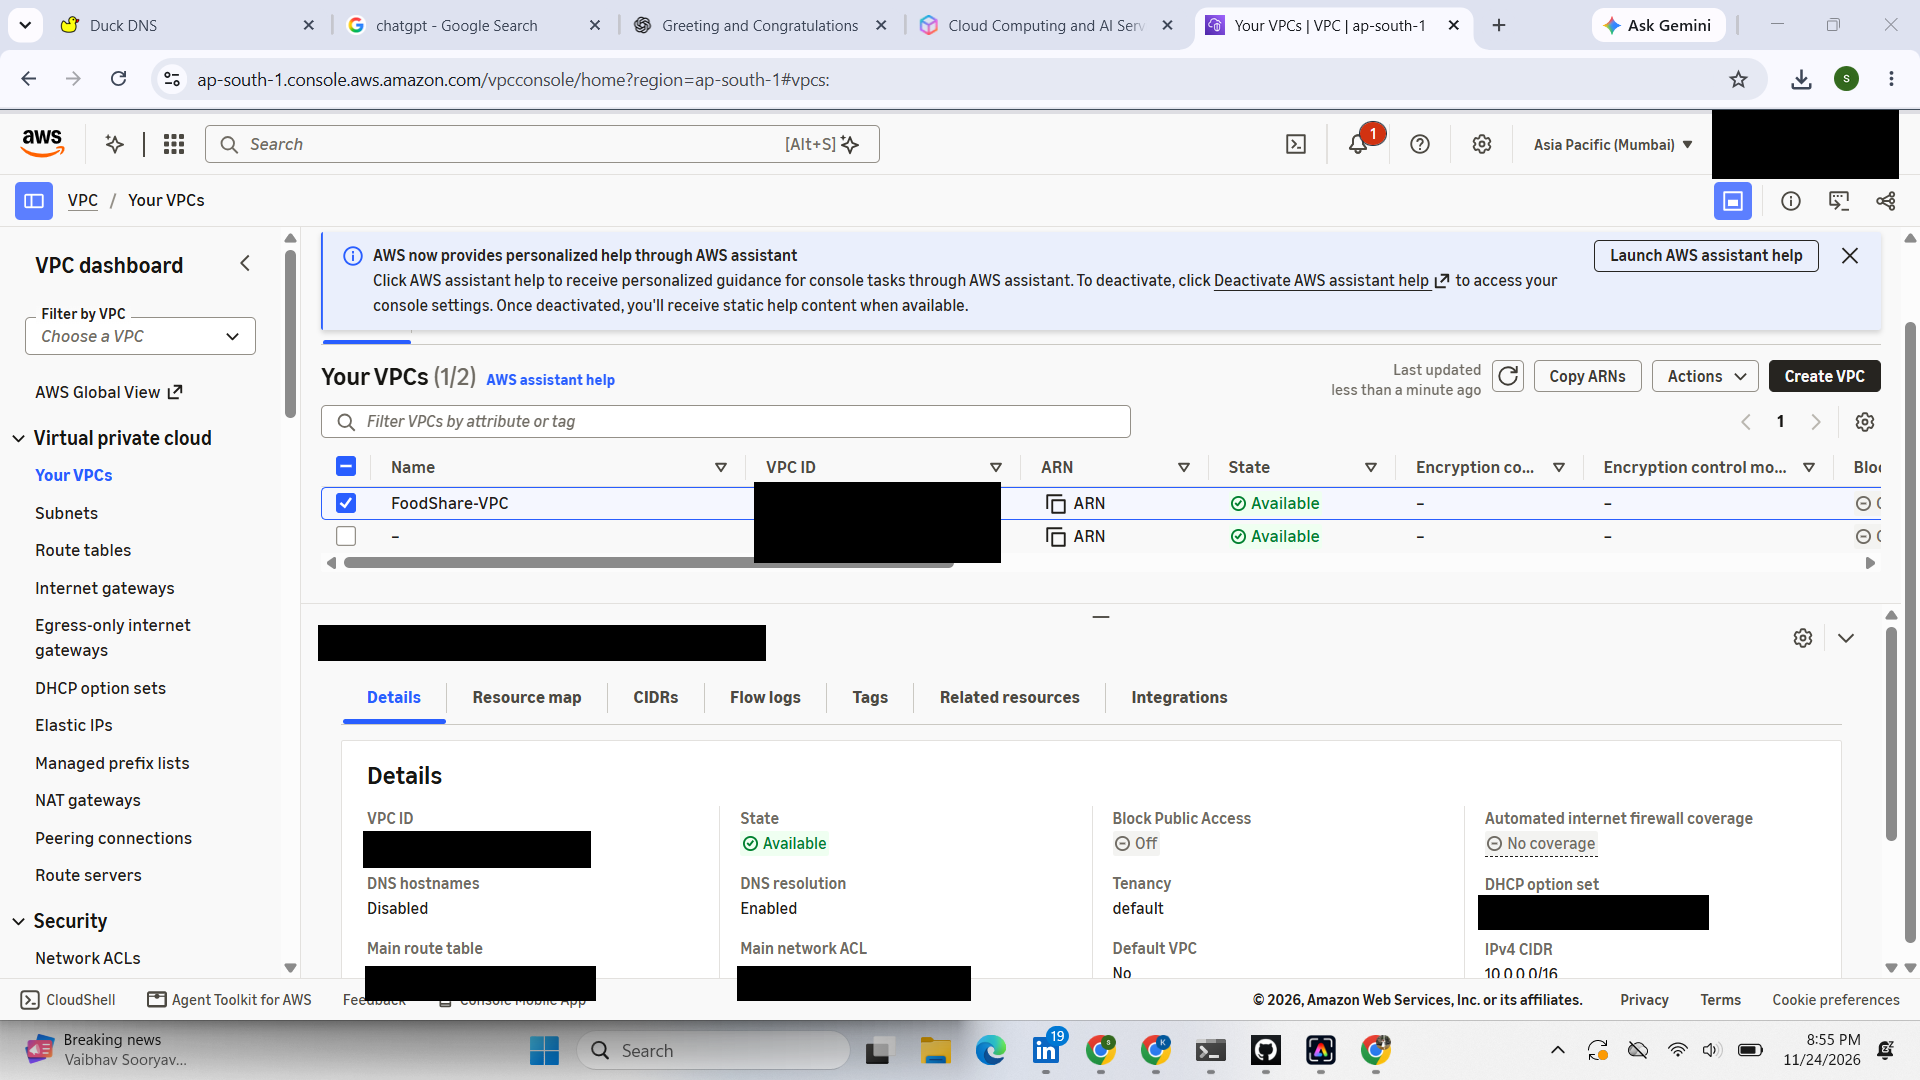 Duck DNS
chatgpt - Google Search
Greeting and Congratulations
Cloud Computing and AI Serv
Your VPCs | VPC | ap-south-1
Ask Gemini
ap-south-1.console.aws.amazon.com/vpcconsole/home?region=ap-south-1#vpcs:
S
aws
Search
[Alt+S]
1
Asia Pacific (Mumbai)
VPC / Your VPCs
VPC dashboard
Filter by VPC
Choose a VPC
AWS Global View
Virtual private cloud
Your VPCs
Subnets
Route tables
Internet gateways
Egress-only internet
gateways
DHCP option sets
Elastic IPs
Managed prefix lists
NAT gateways
Peering connections
Route servers
Security
Network ACLs
AWS now provides personalized help through AWS assistant
Click AWS assistant help to receive personalized guidance for console tasks through AWS assistant. To deactivate, click Deactivate AWS assistant help to access your
console settings. Once deactivated, you'll receive static help content when available.
Launch AWS assistant help
Your VPCs (1/2) AWS assistant help
Last updated
less than a minute ago
Copy ARNs
Actions
Create VPC
Filter VPCs by attribute or tag
1
Name VPC ID ARN State Encryption co... Encryption control mo... Bloc
FoodShare-VPC ARN Available – –
– ARN Available – –
Details Resource map CIDRs Flow logs Tags Related resources Integrations
Details
VPC ID
State
Available
Block Public Access
Off
Automated internet firewall coverage
No coverage
DNS hostnames
Disabled
DNS resolution
Enabled
Tenancy
default
DHCP option set
Main route table
Main network ACL
Default VPC
No
IPv4 CIDR
10.0.0.0/16
CloudShell Agent Toolkit for AWS Feedback Console Mobile App
© 2026, Amazon Web Services, Inc. or its affiliates. Privacy Terms Cookie preferences
Breaking news
Vaibhav Sooryav...
Search
19
8:55 PM
11/24/2026